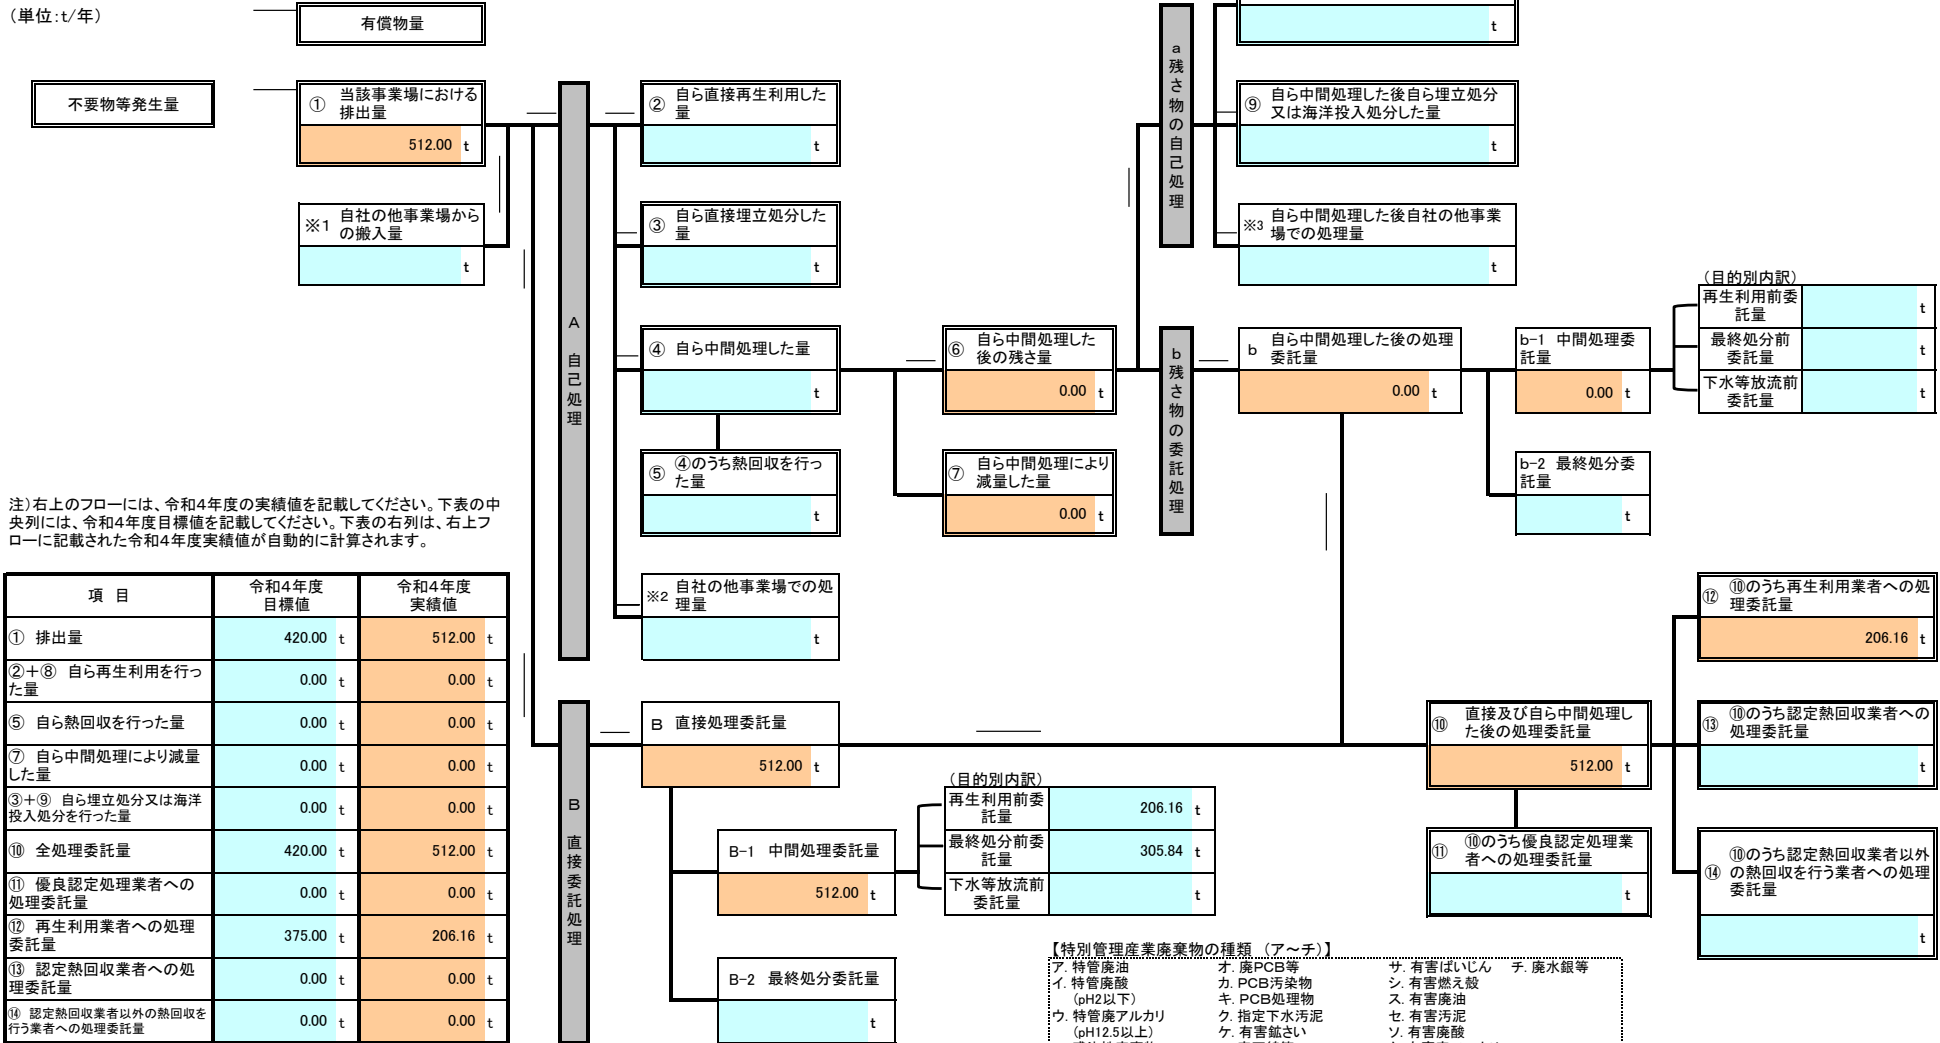 (単位:t/年)
有償物量
不要物等発生量
①
当該事業場における
排出量
512.00 t
※1
自社の他事業場から
の搬入量
t
A 自己処理
②
自ら直接再生利用した
量
t
③
自ら直接埋立処分した
量
t
④ 自ら中間処理した量
t
⑤
④のうち熱回収を行っ
た量
t
※2
自社の他事業場での処
理量
t
⑥
自ら中間処理した
後の残さ量
0.00 t
⑦
自ら中間処理により
減量した量
0.00 t
a 残さ物の自己処理
t
⑨
自ら中間処理した後自ら埋立処分
又は海洋投入処分した量
t
※3
自ら中間処理した後自社の他事業
場での処理量
t
b 残さ物の委託処理
b
自ら中間処理した後の処理
委託量
0.00 t
b-1 中間処理委
託量
0.00 t
b-2 最終処分委
託量
t
(目的別内訳)
再生利用前委
託量
t
最終処分前
委託量
t
下水等放流前
委託量
t
注)右上のフローには、令和4年度の実績値を記載してください。下表の中
央列には、令和4年度目標値を記載してください。下表の右列は、右上フ
ローに記載された令和4年度実績値が自動的に計算されます。
項 目
令和4年度
目標値
令和4年度
実績値
① 排出量 420.00 t 512.00 t
②+⑧ 自ら再生利用を行っ
た量
0.00 t 0.00 t
⑤ 自ら熱回収を行った量 0.00 t 0.00 t
⑦ 自ら中間処理により減量
した量
0.00 t 0.00 t
③+⑨ 自ら埋立処分又は海洋
投入処分を行った量
0.00 t 0.00 t
⑩ 全処理委託量 420.00 t 512.00 t
⑪ 優良認定処理業者への
処理委託量
0.00 t 0.00 t
⑫ 再生利用業者への処理
委託量
375.00 t 206.16 t
⑬ 認定熱回収業者への処
理委託量
0.00 t 0.00 t
⑭ 認定熱回収業者以外の熱回収を
行う業者への処理委託量
0.00 t 0.00 t
B 直接委託処理
B 直接処理委託量
512.00 t
B-1 中間処理委託量
512.00 t
B-2 最終処分委託量
t
(目的別内訳)
再生利用前委
託量
206.16 t
最終処分前委
託量
305.84 t
下水等放流前
委託量
t
⑩
直接及び自ら中間処理し
た後の処理委託量
512.00 t
⑪
⑩のうち優良認定処理業
者への処理委託量
t
⑫
⑩のうち再生利用業者への処
理委託量
206.16 t
⑬
⑩のうち認定熱回収業者への
処理委託量
t
⑭
⑩のうち認定熱回収業者以外
の熱回収を行う業者への処理
委託量
t
【特別管理産業廃棄物の種類 (ア~チ)】
ア. 特管廃油 オ. 廃PCB等 サ. 有害ばいじん チ. 廃水銀等
イ. 特管廃酸 カ. PCB汚染物 シ. 有害燃え殻
(pH2以下) キ. PCB処理物 ス. 有害廃油
ウ. 特管廃アルカリ ク. 指定下水汚泥 セ. 有害汚泥
(pH12.5以上) ケ. 有害鉱さい ソ. 有害廃酸